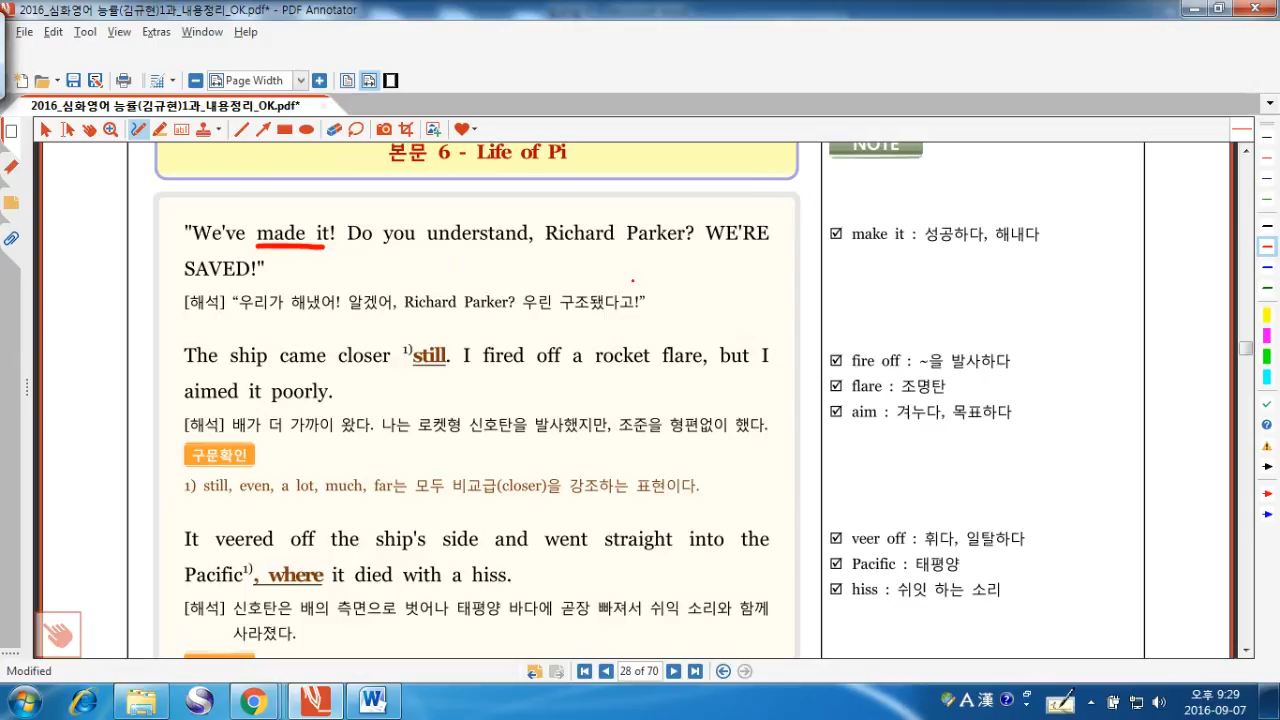 2016_심화영어 능률(김규현)1과_내용정리_OK.pdf* - PDF Annotator
File Edit Tool View Extras Window Help
Page Width
2016_심화영어 능률(김규현)1과_내용정리_OK.pdf*
본문 6 - Life of Pi
NOTE
"We've made it! Do you understand, Richard Parker? WE'RE
SAVED!"
[해석] “우리가 해냈어! 알겠어, Richard Parker? 우린 구조됐다고!”
make it : 성공하다, 해내다
The ship came closer 1)still. I fired off a rocket flare, but I
aimed it poorly.
[해석] 배가 더 가까이 왔다. 나는 로켓형 신호탄을 발사했지만, 조준을 형편없이 했다.
fire off : ~을 발사하다
flare : 조명탄
aim : 겨누다, 목표하다
구문확인
1) still, even, a lot, much, far는 모두 비교급(closer)을 강조하는 표현이다.
It veered off the ship's side and went straight into the
Pacific1), where it died with a hiss.
[해석] 신호탄은 배의 측면으로 벗어나 태평양 바다에 곧장 빠져서 쉬익 소리와 함께
사라졌다.
veer off : 휘다, 일탈하다
Pacific : 태평양
hiss : 쉬잇 하는 소리
Modified
28 of 70
A 漢
오후 9:29
2016-09-07